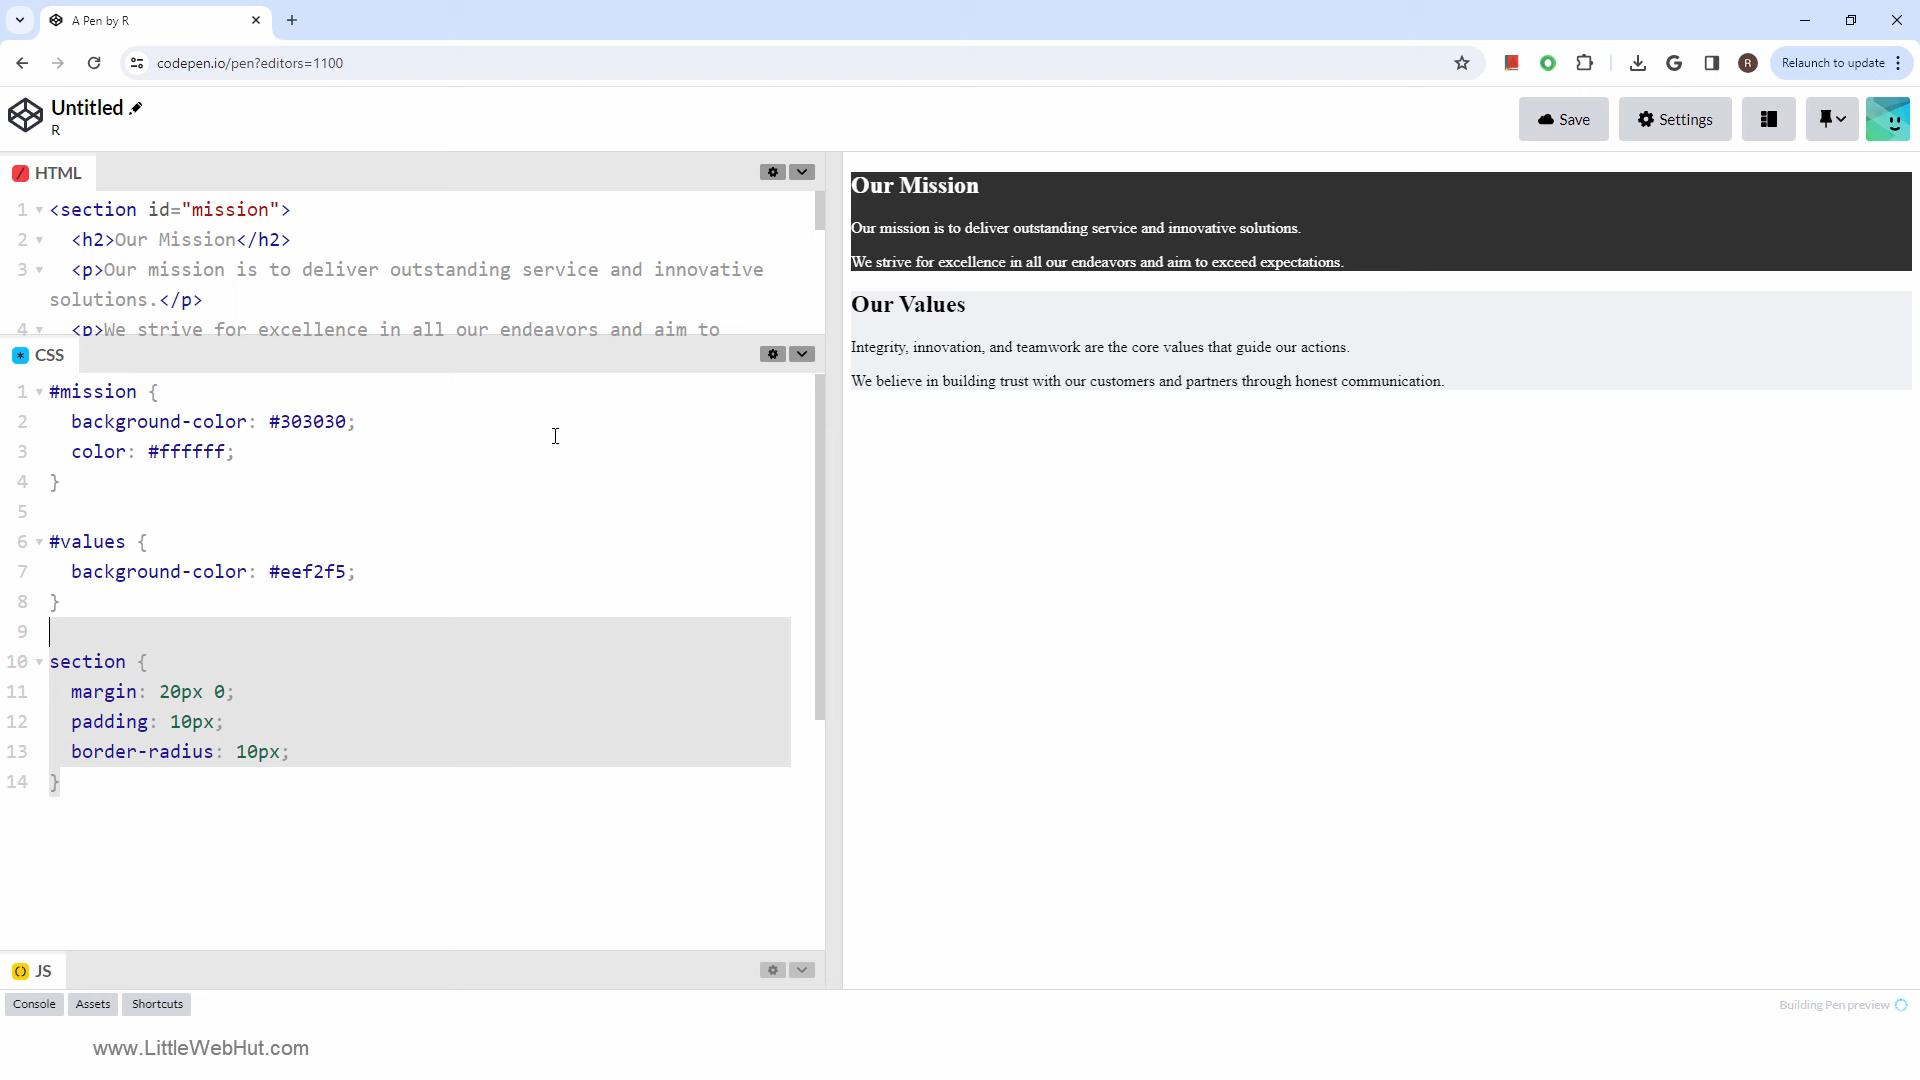 A Pen by R
codepen.io/pen?editors=1100
Relaunch to update
R
Untitled
R
Save
Settings
HTML
1 <section id="mission">
2 <h2>Our Mission</h2>
3 <p>Our mission is to deliver outstanding service and innovative
solutions.</p>
4 <p>We strive for excellence in all our endeavors and aim to
CSS
1 #mission {
2 background-color: #303030;
3 color: #ffffff;
4 }
5
6 #values {
7 background-color: #eef2f5;
8 }
9
10 section {
11 margin: 20px 0;
12 padding: 10px;
13 border-radius: 10px;
14 }
JS
Our Mission
Our mission is to deliver outstanding service and innovative solutions.
We strive for excellence in all our endeavors and aim to exceed expectations.
Our Values
Integrity, innovation, and teamwork are the core values that guide our actions.
We believe in building trust with our customers and partners through honest communication.
Console
Assets
Shortcuts
Building Pen preview
www.LittleWebHut.com